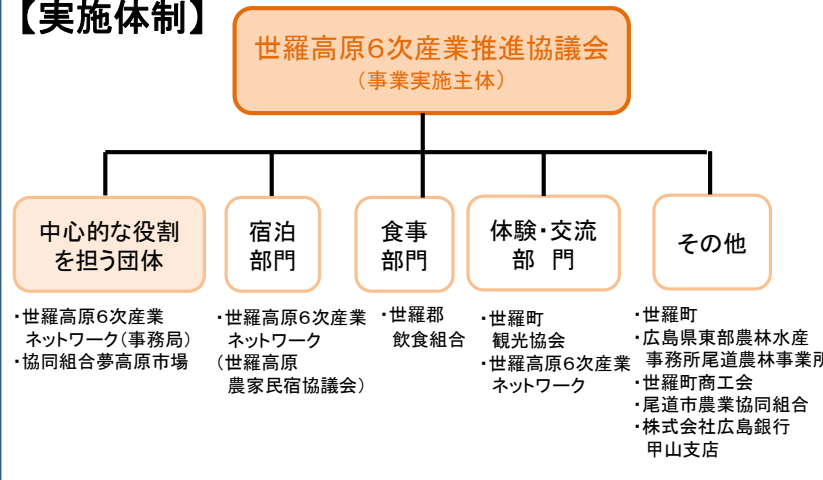 【実施体制】
世羅高原6次産業推進協議会
(事業実施主体)
中心的な役割
を担う団体
・世羅高原6次産業
ネットワーク(事務局)
・協同組合夢高原市場
宿泊
部門
・世羅高原6次産業
ネットワーク
(世羅高原
農家民宿協議会)
食事
部門
・世羅郡
飲食組合
体験・交流
部 門
・世羅町
観光協会
・世羅高原6次産業
ネットワーク
その他
・世羅町
・広島県東部農林水産
事務所尾道農林事業所
・世羅町商工会
・尾道市農業協同組合
・株式会社広島銀行
甲山支店